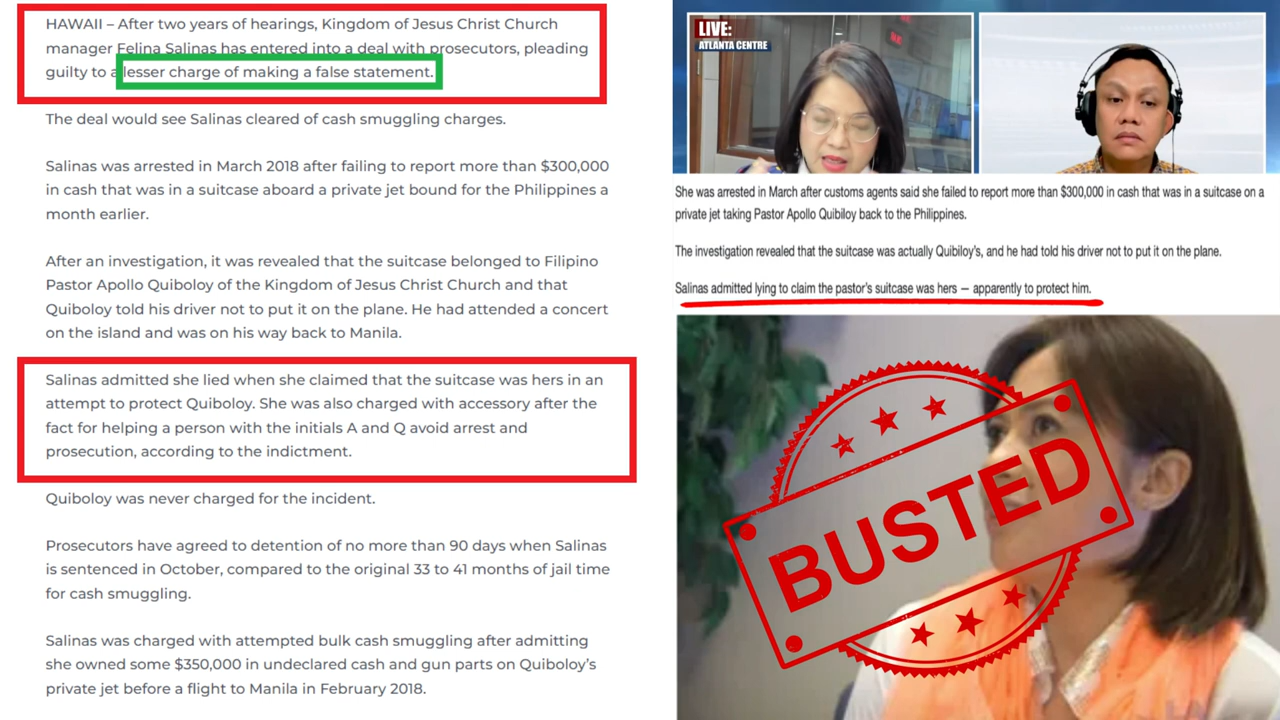 HAWAII – After two years of hearings, Kingdom of Jesus Christ Church
manager Felina Salinas has entered into a deal with prosecutors, pleading
guilty to a lesser charge of making a false statement.
The deal would see Salinas cleared of cash smuggling charges.
Salinas was arrested in March 2018 after failing to report more than $300,000
in cash that was in a suitcase aboard a private jet bound for the Philippines a
month earlier.
After an investigation, it was revealed that the suitcase belonged to Filipino
Pastor Apollo Quiboloy of the Kingdom of Jesus Christ Church and that
Quiboloy told his driver not to put it on the plane. He had attended a concert
on the island and was on his way back to Manila.
Salinas admitted she lied when she claimed that the suitcase was hers in an
attempt to protect Quiboloy. She was also charged with accessory after the
fact for helping a person with the initials A and Q avoid arrest and
prosecution, according to the indictment.
Quiboloy was never charged for the incident.
Prosecutors have agreed to detention of no more than 90 days when Salinas
is sentenced in October, compared to the original 33 to 41 months of jail time
for cash smuggling.
Salinas was charged with attempted bulk cash smuggling after admitting
she owned some $350,000 in undeclared cash and gun parts on Quiboloy's
private jet before a flight to Manila in February 2018.
LIVE:
ATLANTA CENTRE
She was arrested in March after customs agents said she failed to report more than $300,000 in cash that was in a suitcase on a
private jet taking Pastor Apollo Quibiloy back to the Philippines.
The investigation revealed that the suitcase was actually Quibiloy's, and he had told his driver not to put it on the plane.
Salinas admitted lying to claim the pastor's suitcase was hers — apparently to protect him.
BUSTED